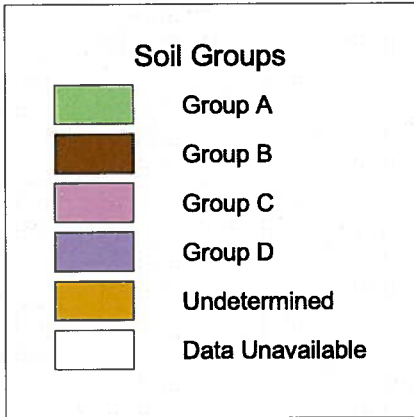 Soil Groups
Group A
Group B
Group C
Group D
Undetermined
Data Unavailable